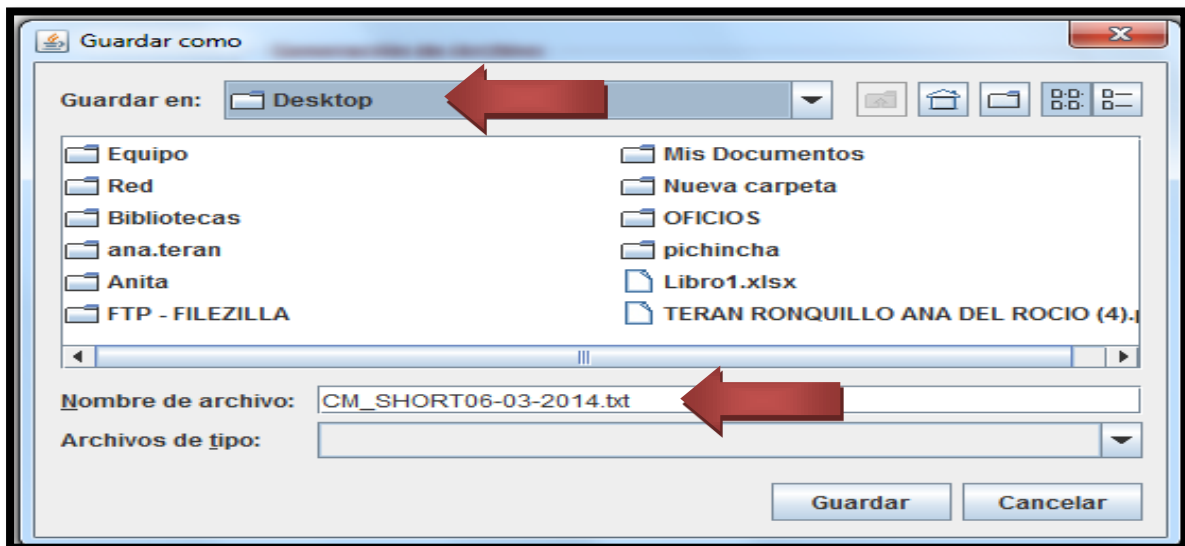 Guardar como
Guardar en: Desktop
Equipo
Red
Bibliotecas
ana.teran
Anita
FTP - FILEZILLA
Mis Documentos
Nueva carpeta
OFICIOS
pichincha
Libro1.xlsx
TERAN RONQUILLO ANA DEL ROCIO (4).
Nombre de archivo: CM_SHORT06-03-2014.txt
Archivos de tipo:
Guardar Cancelar